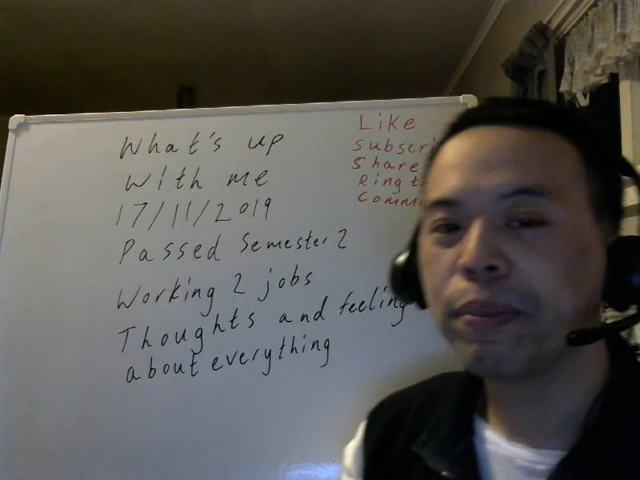 What's up
with me
17/11/2019
Passed Semester 2
Working 2 jobs
Thoughts and feeling
about everything
Like
Share
Ring